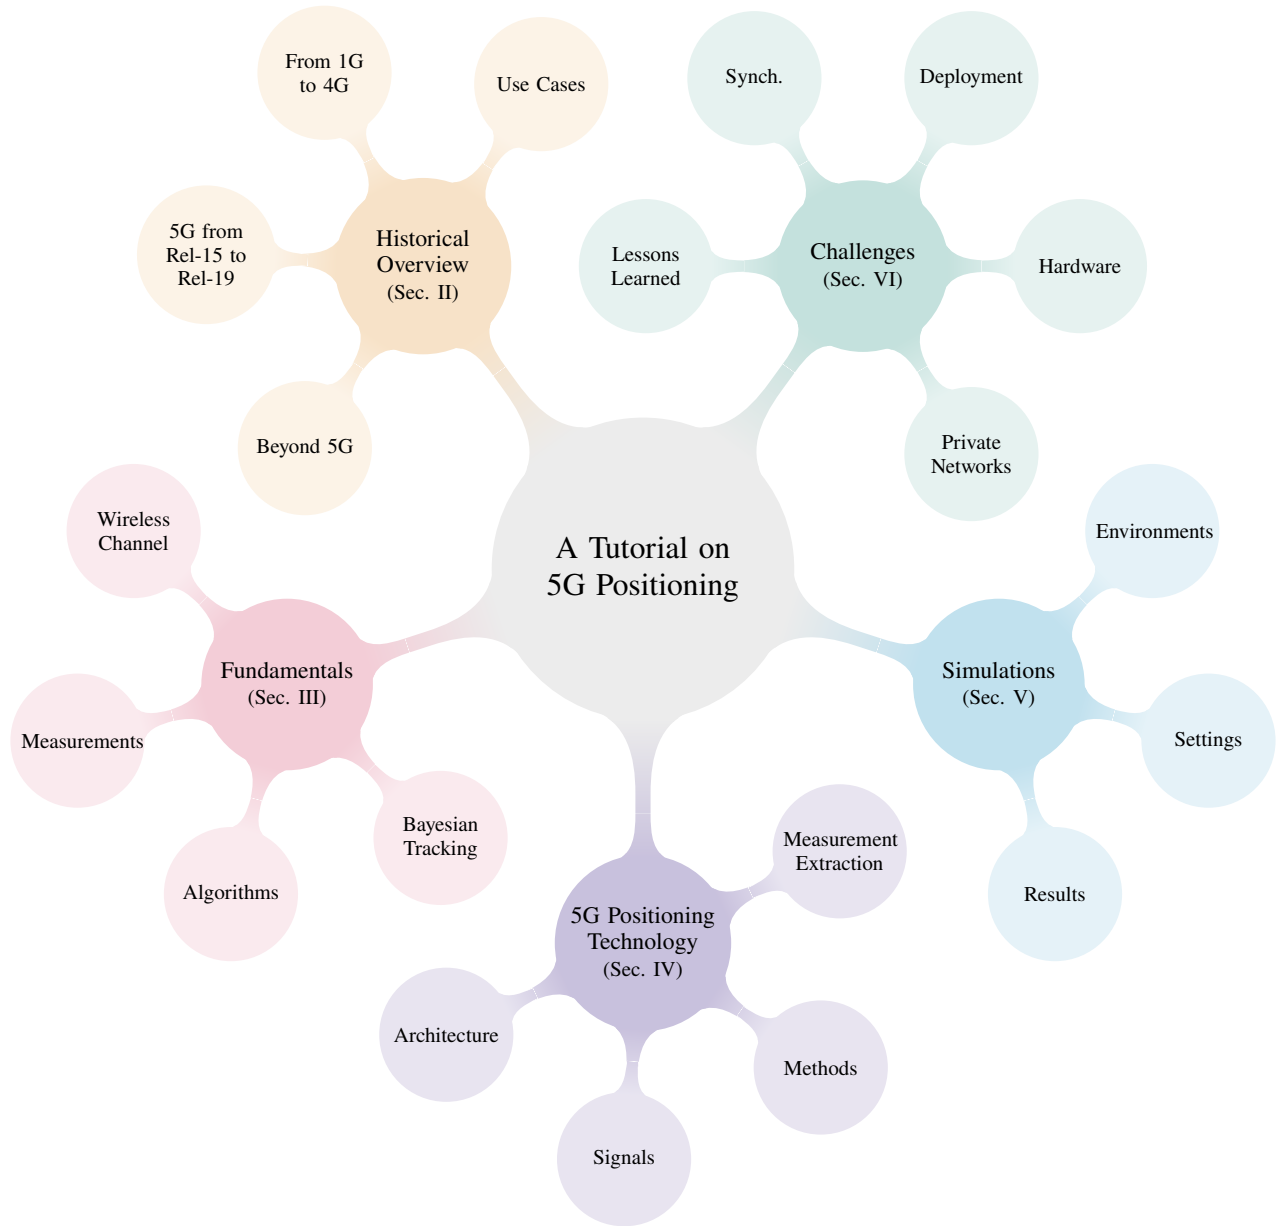 A Tutorial on
5G Positioning
Historical
Overview
(Sec. II)
Use Cases
From 1G
to 4G
5G from
Rel-15 to
Rel-19
Beyond 5G
Fundamentals
(Sec. III)
Wireless
Channel
Measurements
Algorithms
Bayesian
Tracking
5G Positioning
Technology
(Sec. IV)
Architecture
Signals
Methods
Measurement
Extraction
Simulations
(Sec. V)
Environments
Settings
Results
Challenges
(Sec. VI)
Synch.
Deployment
Hardware
Private
Networks
Lessons
Learned